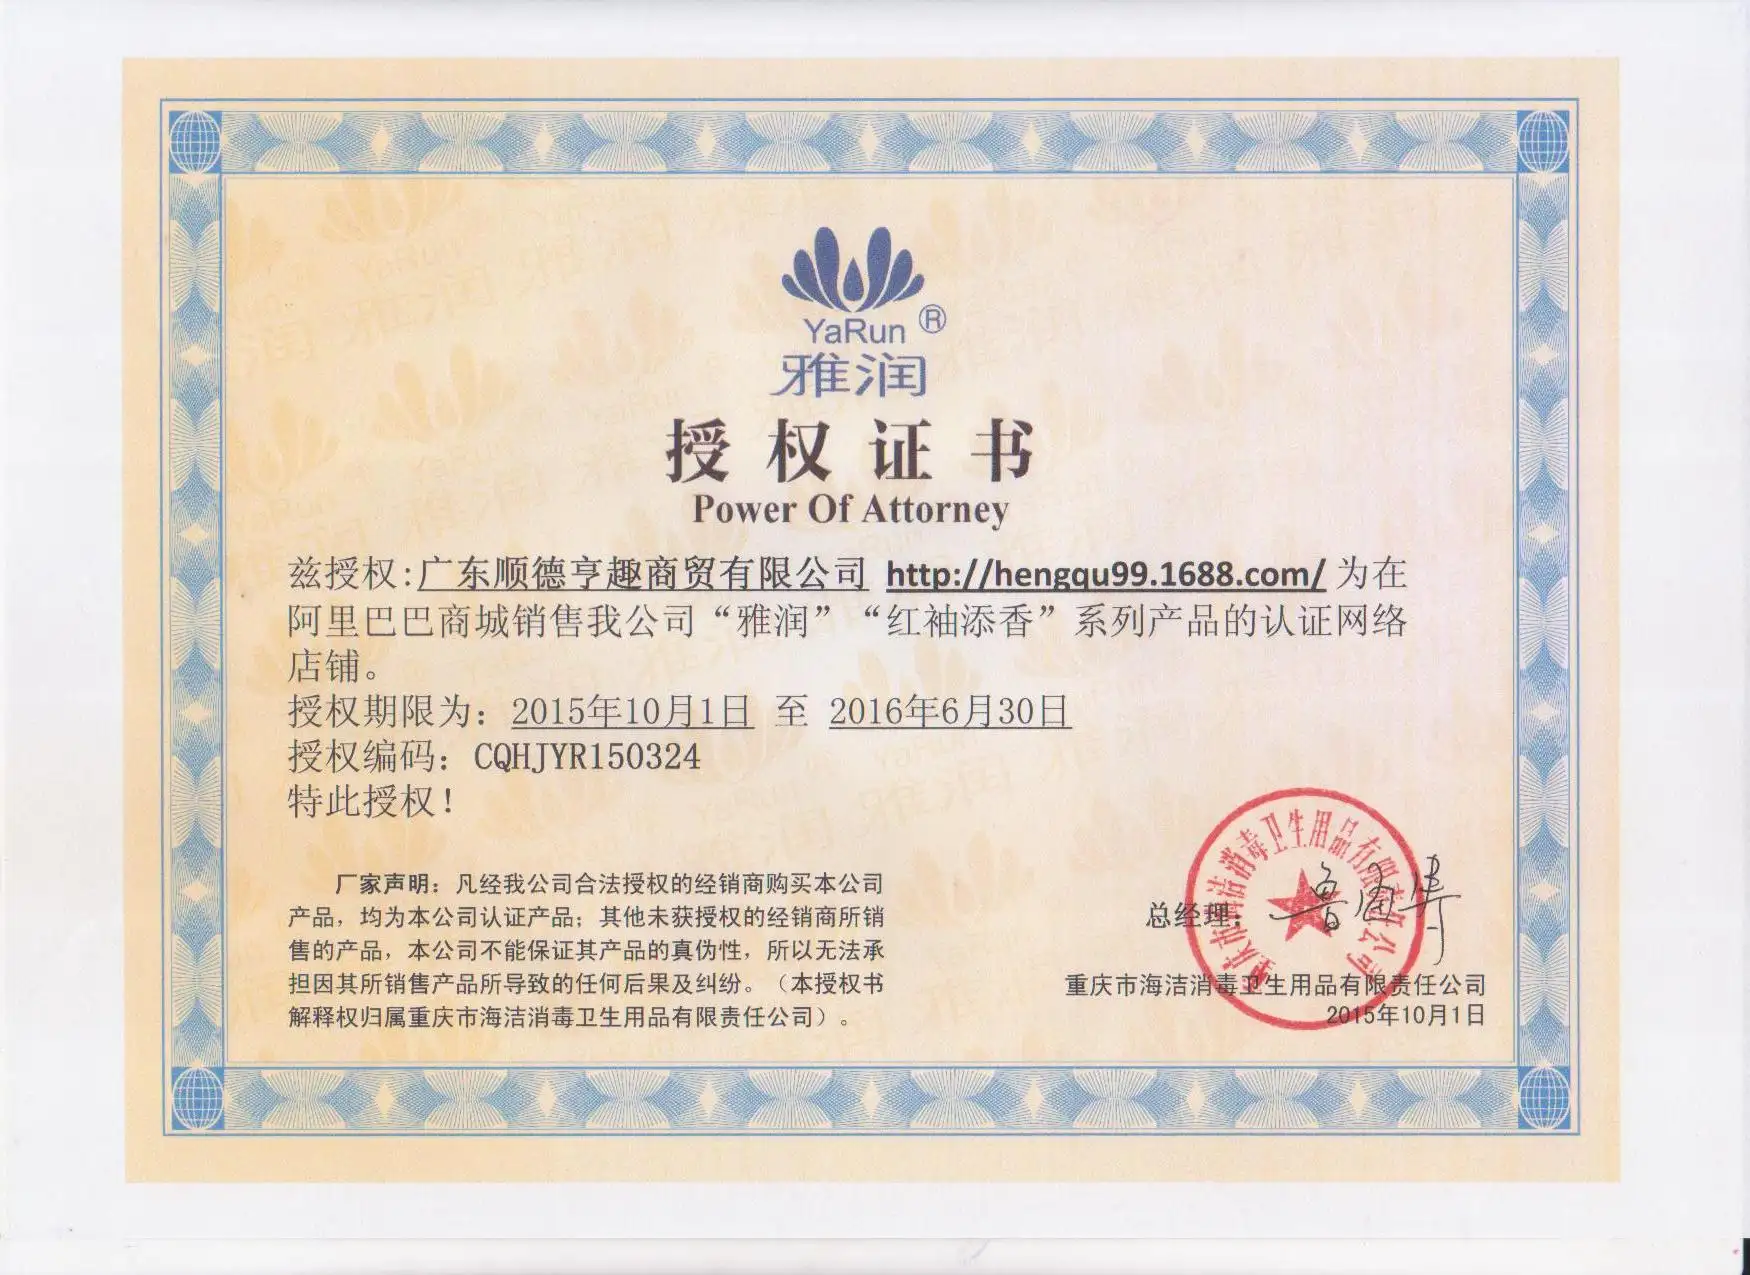 YaRun®
雅润
授权证书
Power Of Attorney
兹授权:广东顺德亨趣商贸有限公司 http://hengqu99.1688.com/ 为在
阿里巴巴商城销售我公司“雅润”“红袖添香”系列产品的认证网络
店铺。
授权期限为：2015年10月1日 至 2016年6月30日
授权编码：CQHJYR150324
特此授权！
厂家声明：凡经我公司合法授权的经销商购买本公司
产品，均为本公司认证产品；其他未获授权的经销商所销
售的产品，本公司不能保证其产品的真伪性，所以无法承
担因其所销售产品所导致的任何后果及纠纷。（本授权书
解释权归属重庆市海洁消毒卫生用品有限责任公司）。
重庆市海洁消毒卫生用品有限责任公司
总经理：
重庆市海洁消毒卫生用品有限责任公司
2015年10月1日